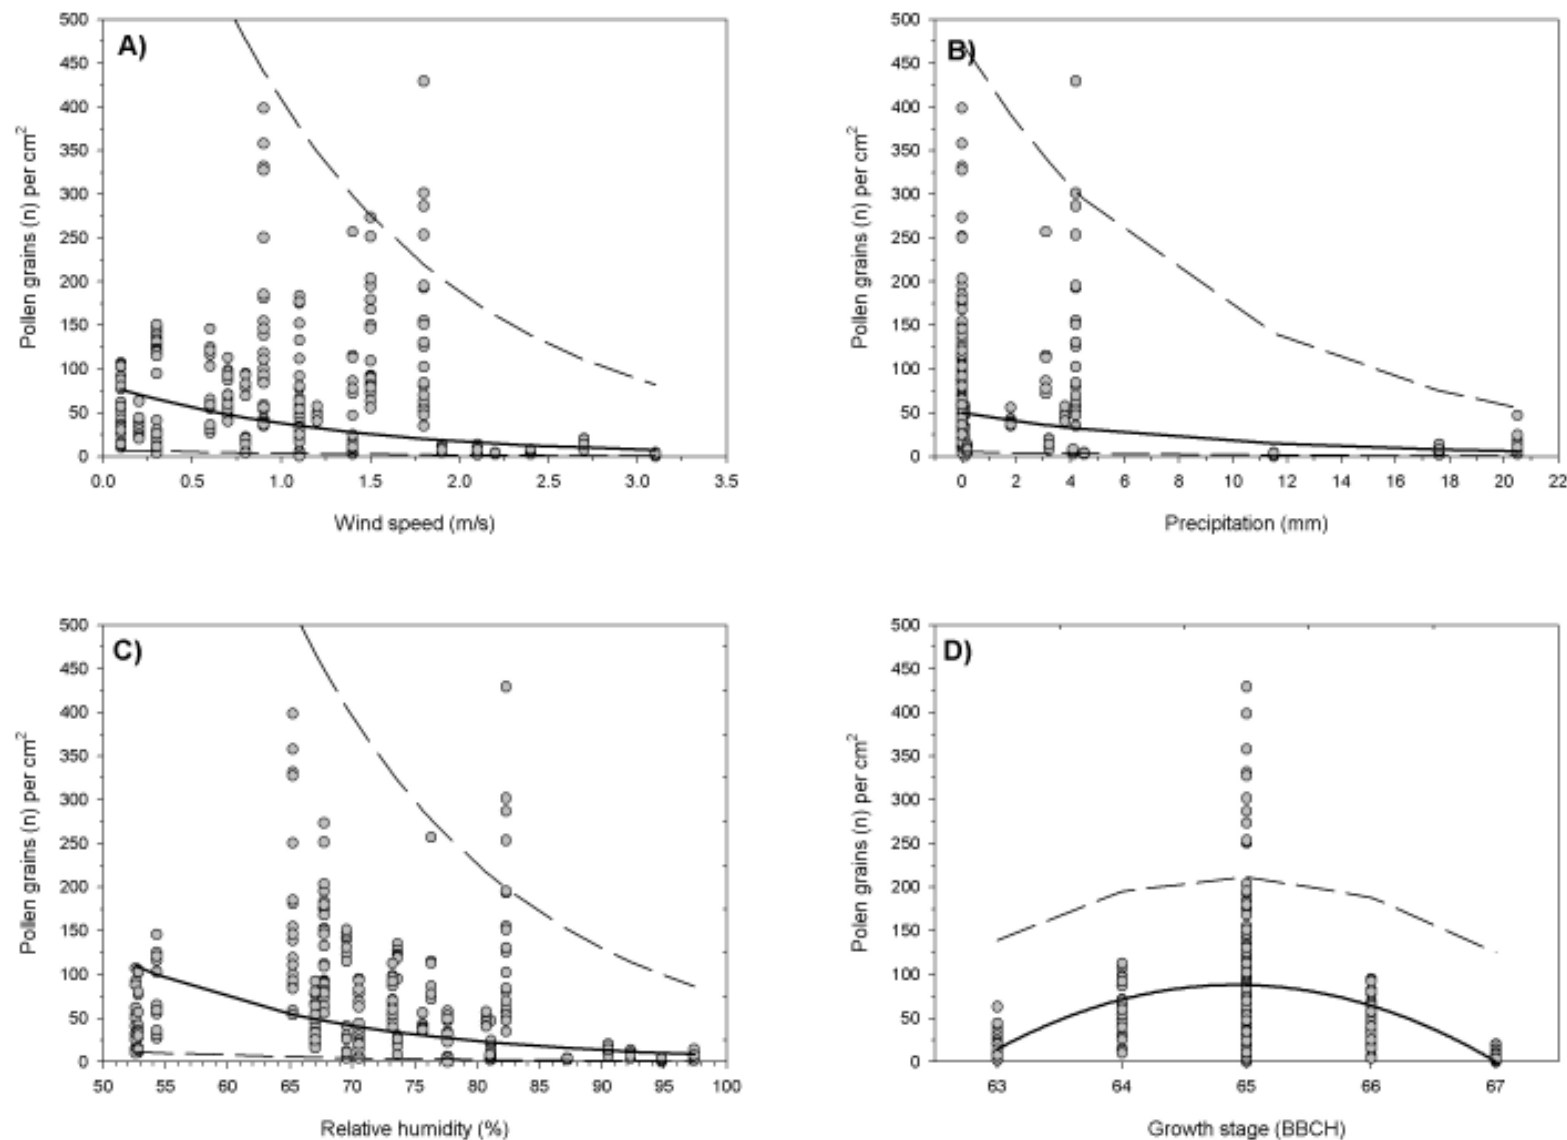 A)
Pollen grains (n) per cm²
500
450
400
350
300
250
200
150
100
50
0
0.0 0.5 1.0 1.5 2.0 2.5 3.0 3.5
Wind speed (m/s)
B)
Pollen grains (n) per cm²
500
450
400
350
300
250
200
150
100
50
0
0 2 4 6 8 10 12 14 16 18 20 22
Precipitation (mm)
C)
Pollen grains (n) per cm²
500
450
400
350
300
250
200
150
100
50
0
50 55 60 65 70 75 80 85 90 95 100
Relative humidity (%)
D)
Pollen grains (n) per cm²
500
450
400
350
300
250
200
150
100
50
0
63 64 65 66 67
Growth stage (BBCH)